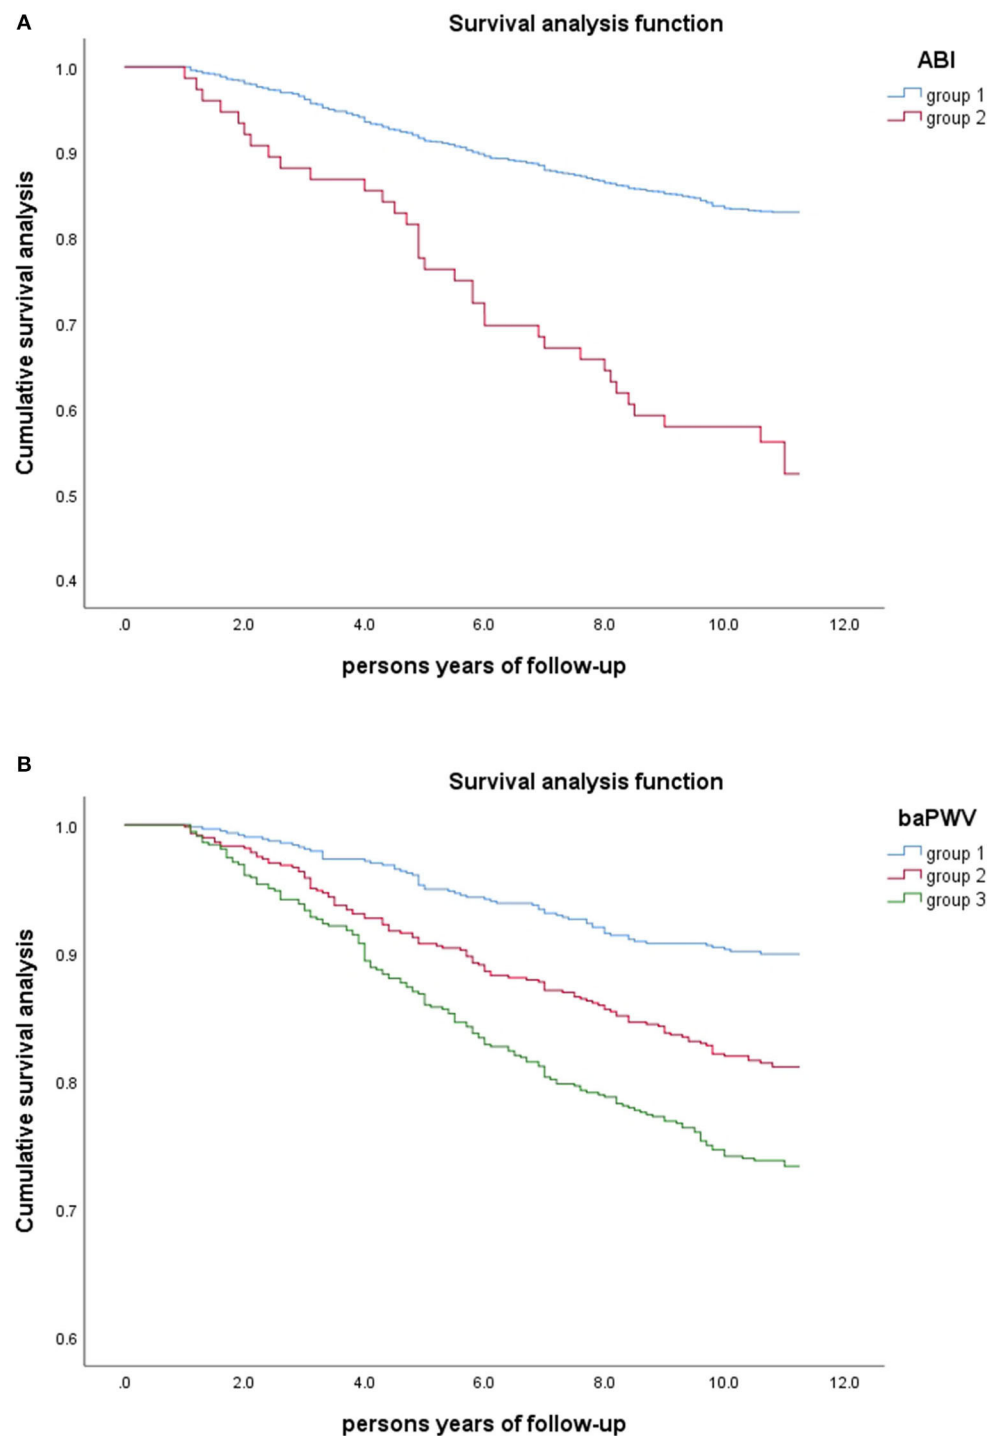 A
Survival analysis function
ABI
group 1
group 2
Cumulative survival analysis
1.0
0.9
0.8
0.7
0.6
0.5
0.4
.0 2.0 4.0 6.0 8.0 10.0 12.0
persons years of follow-up
B
Survival analysis function
baPWV
group 1
group 2
group 3
Cumulative survival analysis
1.0
0.9
0.8
0.7
0.6
.0 2.0 4.0 6.0 8.0 10.0 12.0
persons years of follow-up